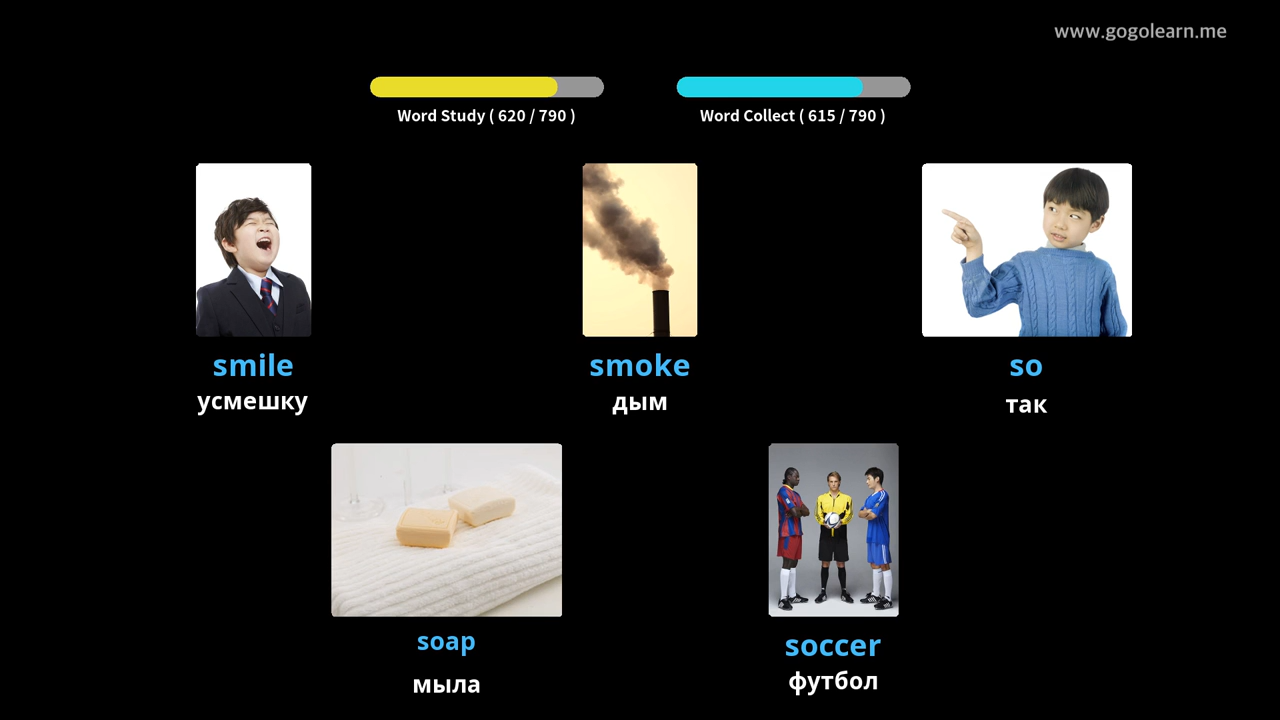 www.gogolearn.me
Word Study ( 620 / 790 )
Word Collect ( 615 / 790 )
smile
усмешку
smoke
дым
so
так
soap
мыла
soccer
футбол